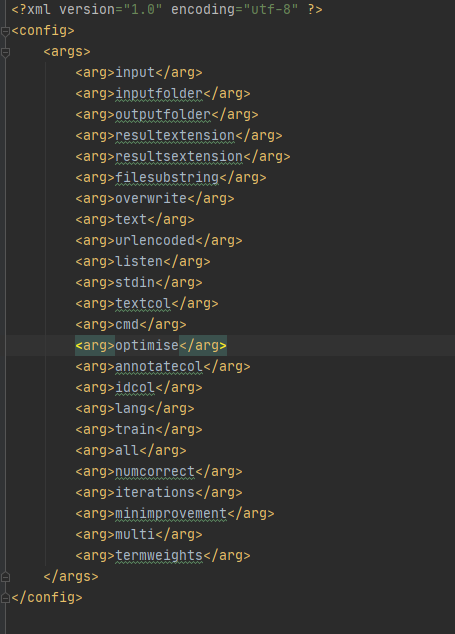 <?xml version="1.0" encoding="utf-8" ?>
<config>
    <args>
        <arg>input</arg>
        <arg>inputfolder</arg>
        <arg>outputfolder</arg>
        <arg>resultextension</arg>
        <arg>resultsextension</arg>
        <arg>filesubstring</arg>
        <arg>overwrite</arg>
        <arg>text</arg>
        <arg>urlencoded</arg>
        <arg>listen</arg>
        <arg>stdin</arg>
        <arg>textcol</arg>
        <arg>cmd</arg>
        <arg>optimise</arg>
        <arg>annotatecol</arg>
        <arg>idcol</arg>
        <arg>lang</arg>
        <arg>train</arg>
        <arg>all</arg>
        <arg>numcorrect</arg>
        <arg>iterations</arg>
        <arg>minimprovement</arg>
        <arg>multi</arg>
        <arg>termweights</arg>
    </args>
</config>